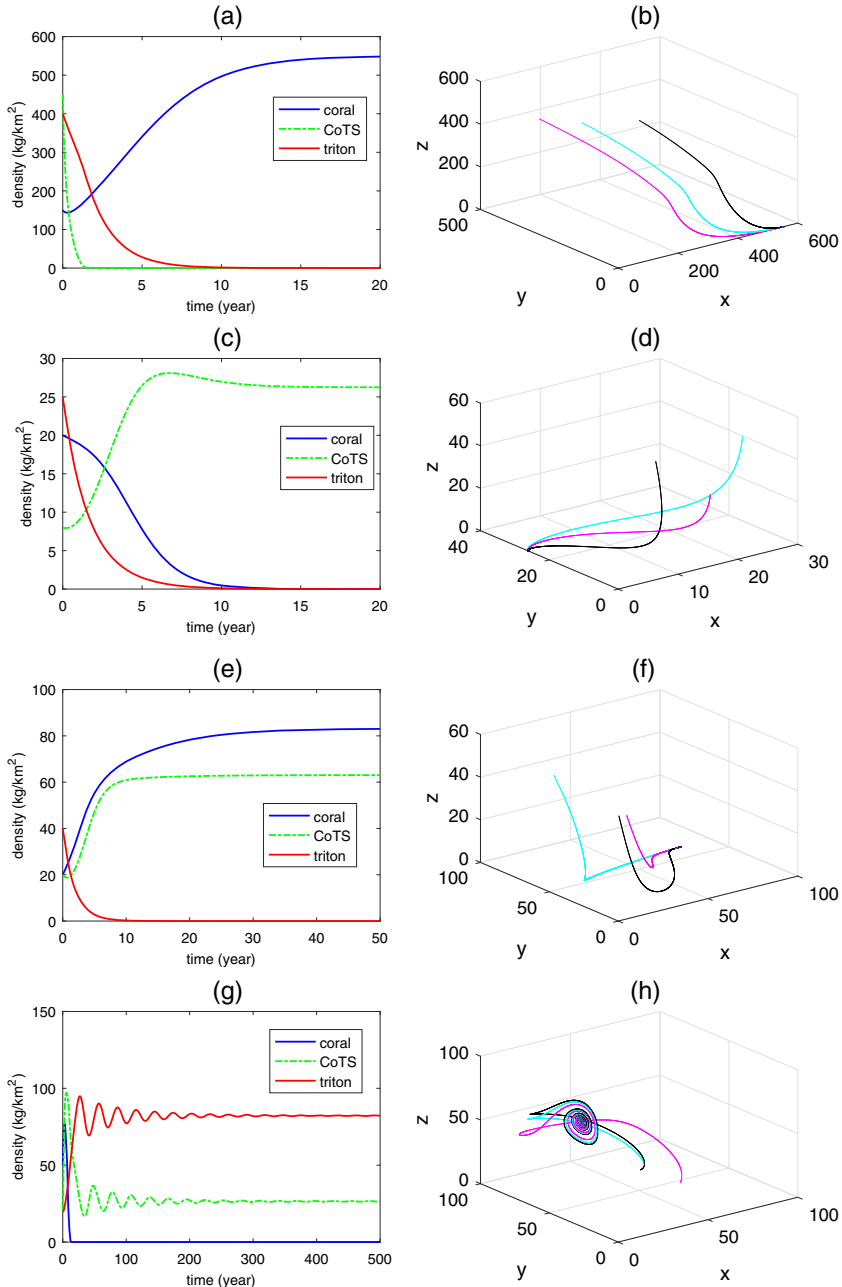 (a)
600
500
400
300
200
100
0
density (kg/km²)
coral
CoTS
triton
0 5 10 15 20
time (year)
(b)
600
400
200
0
z
500
0
y
0
200
400
600
x
(c)
30
25
20
15
10
5
0
density (kg/km²)
coral
CoTS
triton
0 5 10 15 20
time (year)
(d)
60
40
20
0
z
40
20
0
y
0
10
20
30
x
(e)
100
80
60
40
20
0
density (kg/km²)
coral
CoTS
triton
0 10 20 30 40 50
time (year)
(f)
60
40
20
0
z
100
50
0
y
0
50
100
x
(g)
150
100
50
0
density (kg/km²)
coral
CoTS
triton
0 100 200 300 400 500
time (year)
(h)
100
50
0
z
100
50
0
y
0
50
100
x